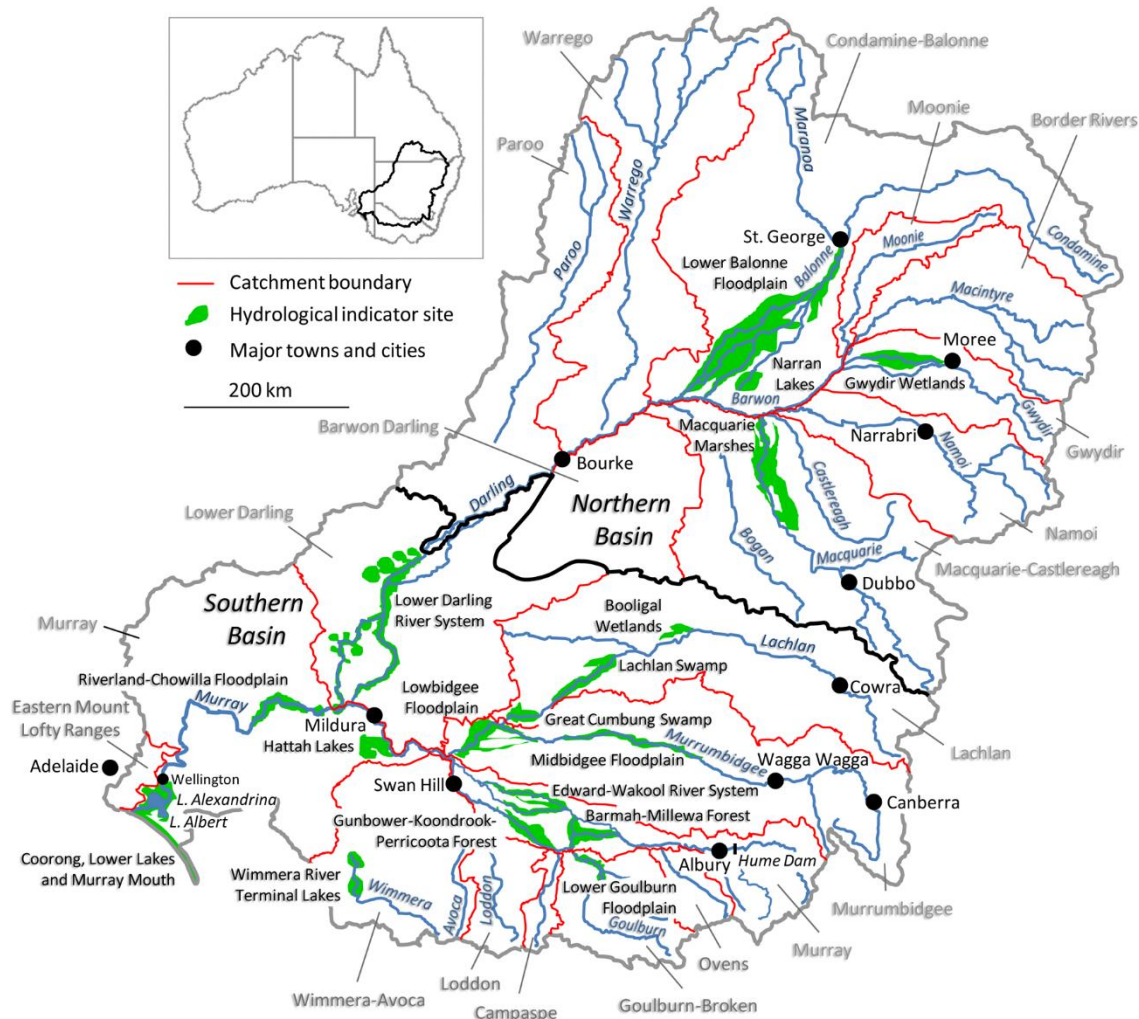 Warrego
Condamine-Balonne
Moonie
Border Rivers
Paroo
Maranoa
Warrego
St. George
Moonie
Condamine
Paroo
Lower Balonne
Floodplain
Balonne
Macintyre
Catchment boundary
Hydrological indicator site
Major towns and cities
200 km
Moree
Narran
Lakes
Gwydir Wetlands
Barwon
Gwydir
Barwon Darling
Macquarie
Marshes
Narrabri
Namoi
Gwydir
Bourke
Castlereagh
Darling
Northern
Basin
Lower Darling
Bogan
Namoi
Macquarie
Macquarie-Castlereagh
Dubbo
Southern
Basin
Lower Darling
River System
Booligal
Wetlands
Lachlan
Murray
Lachlan Swamp
Riverland-Chowilla Floodplain
Cowra
Murray
Lowbidgee
Floodplain
Eastern Mount
Lofty Ranges
Mildura
Great Cumbung Swamp
Hattah Lakes
Murrumbidgee
Lachlan
Adelaide
Midbidgee Floodplain
Wagga Wagga
Wellington
Swan Hill
Edward-Wakool River System
Canberra
L. Alexandrina
L. Albert
Gunbower-Koondrook-
Perricoota Forest
Barmah-Millewa Forest
Albury
Hume Dam
Coorong, Lower Lakes
and Murray Mouth
Wimmera River
Terminal Lakes
Wimmera
Avoca
Loddon
Lower Goulburn
Floodplain
Goulburn
Murrumbidgee
Murray
Ovens
Loddon
Wimmera-Avoca
Campaspe
Goulburn-Broken